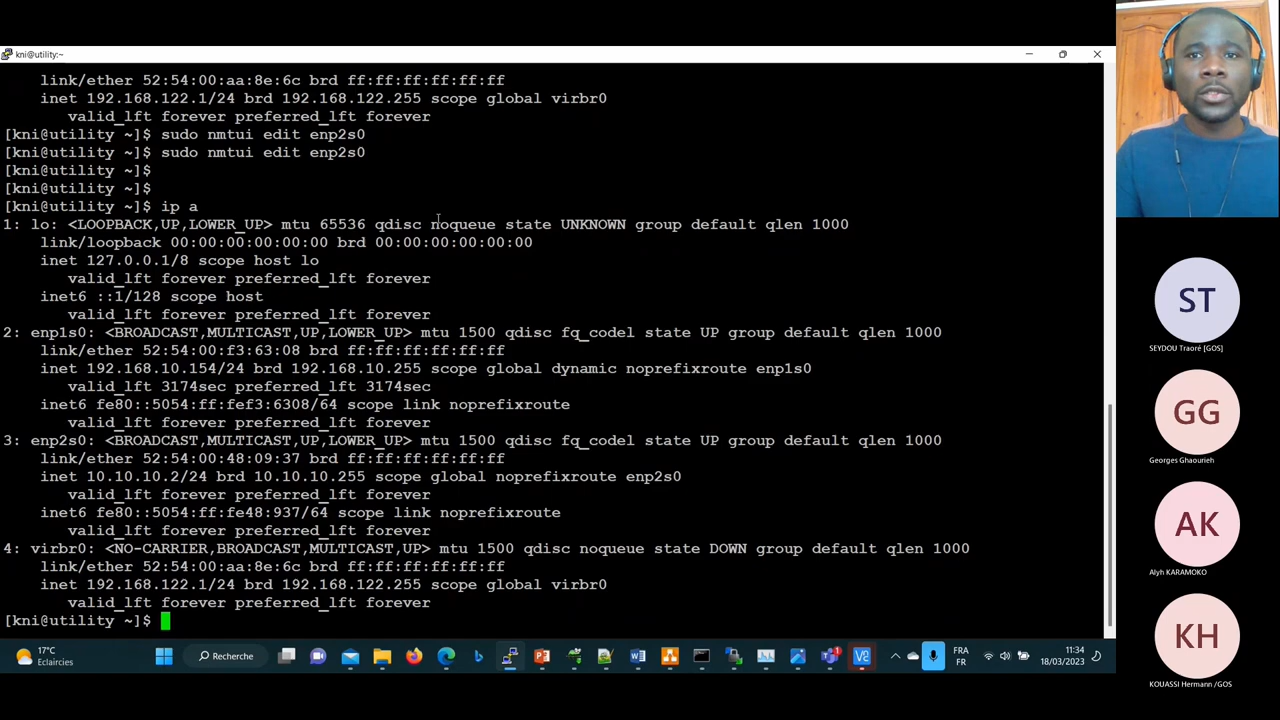 kni@utility:~
link/ether 52:54:00:aa:8e:6c brd ff:ff:ff:ff:ff:ff
inet 192.168.122.1/24 brd 192.168.122.255 scope global virbr0
valid_lft forever preferred_lft forever
[kni@utility ~]$ sudo nmtui edit enp2s0
[kni@utility ~]$ sudo nmtui edit enp2s0
[kni@utility ~]$
[kni@utility ~]$
[kni@utility ~]$ ip a
1: lo: <LOOPBACK,UP,LOWER_UP> mtu 65536 qdisc noqueue state UNKNOWN group default qlen 1000
link/loopback 00:00:00:00:00:00 brd 00:00:00:00:00:00
inet 127.0.0.1/8 scope host lo
valid_lft forever preferred_lft forever
inet6 ::1/128 scope host
valid_lft forever preferred_lft forever
2: enp1s0: <BROADCAST,MULTICAST,UP,LOWER_UP> mtu 1500 qdisc fq_codel state UP group default qlen 1000
link/ether 52:54:00:f3:63:08 brd ff:ff:ff:ff:ff:ff
inet 192.168.10.154/24 brd 192.168.10.255 scope global dynamic noprefixroute enp1s0
valid_lft 3174sec preferred_lft 3174sec
inet6 fe80::5054:ff:fef3:6308/64 scope link noprefixroute
valid_lft forever preferred_lft forever
3: enp2s0: <BROADCAST,MULTICAST,UP,LOWER_UP> mtu 1500 qdisc fq_codel state UP group default qlen 1000
link/ether 52:54:00:48:09:37 brd ff:ff:ff:ff:ff:ff
inet 10.10.10.2/24 brd 10.10.10.255 scope global noprefixroute enp2s0
valid_lft forever preferred_lft forever
inet6 fe80::5054:ff:fe48:937/64 scope link noprefixroute
valid_lft forever preferred_lft forever
4: virbr0: <NO-CARRIER,BROADCAST,MULTICAST,UP> mtu 1500 qdisc noqueue state DOWN group default qlen 1000
link/ether 52:54:00:aa:8e:6c brd ff:ff:ff:ff:ff:ff
inet 192.168.122.1/24 brd 192.168.122.255 scope global virbr0
valid_lft forever preferred_lft forever
[kni@utility ~]$
17°C
Eclaircies
Recherche
1
FRA
FR
11:34
18/03/2023
ST
SEYDOU Traoré [GOS]
GG
Georges Ghaourieh
AK
Alyh KARAMOKO
KH
KOUASSI Hermann /GOS